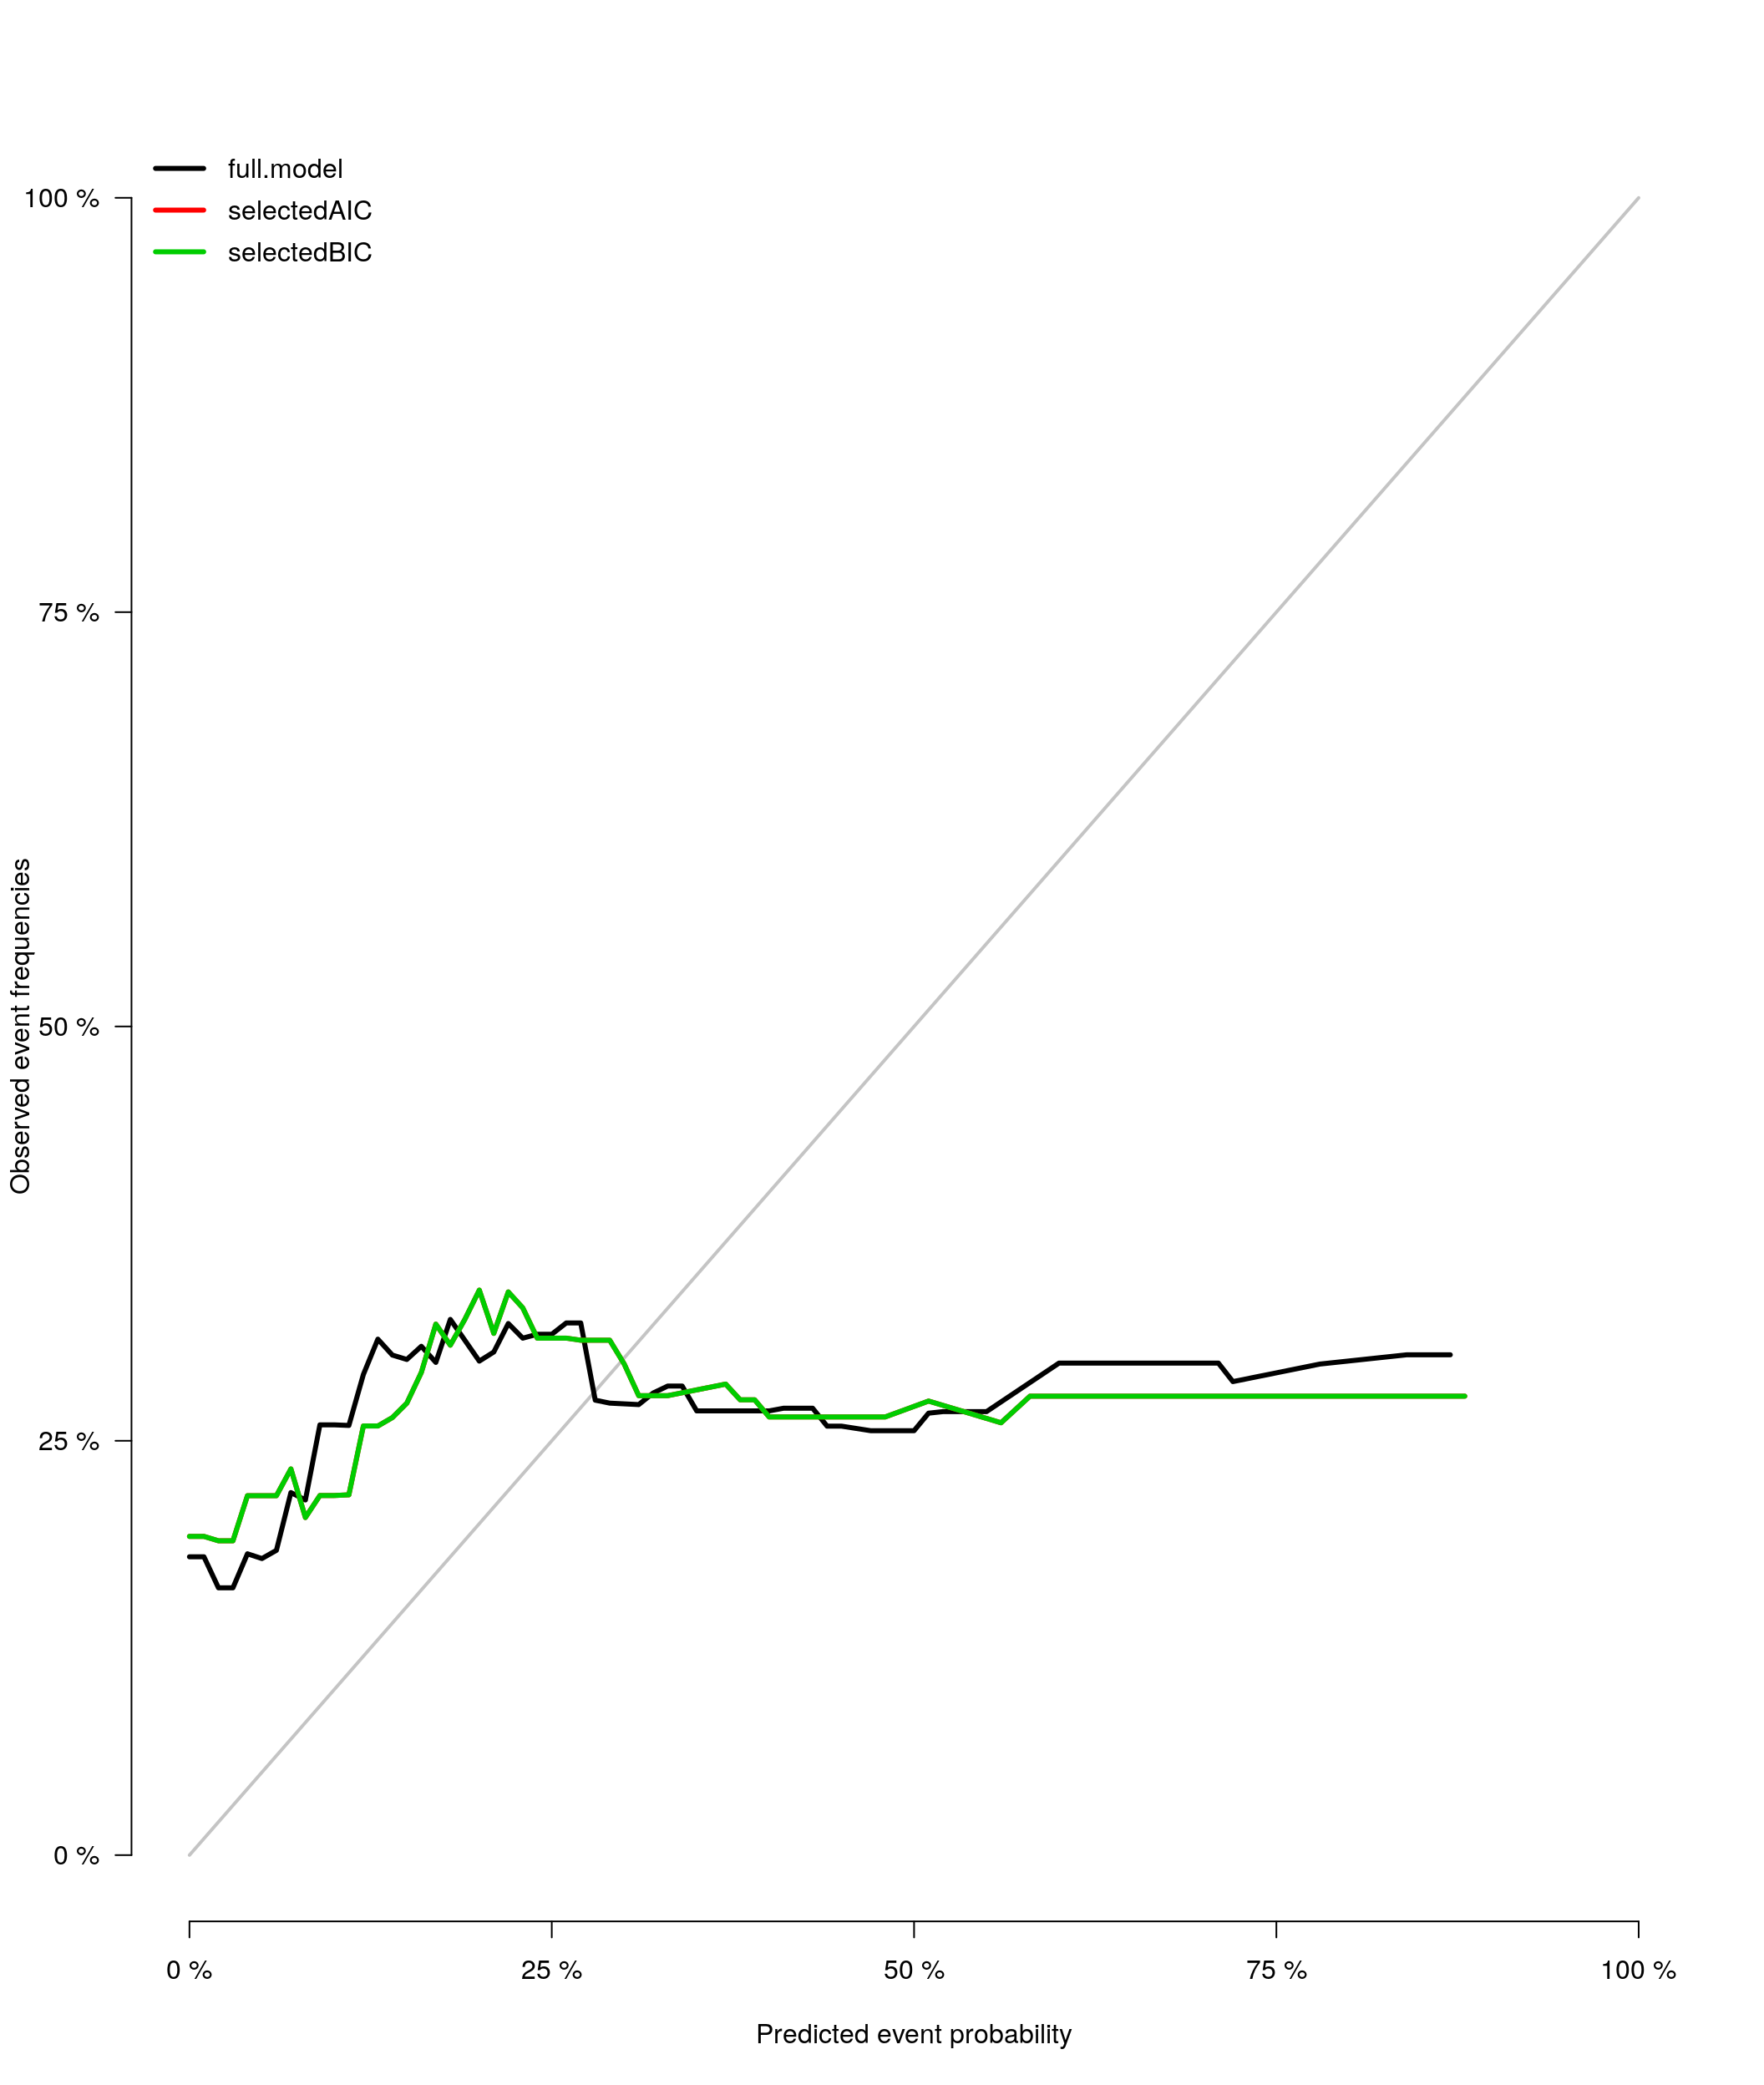 full.model
selectedAIC
selectedBIC
100 %
75 %
50 %
25 %
0 %
Observed event frequencies
0 %
25 %
50 %
75 %
100 %
Predicted event probability